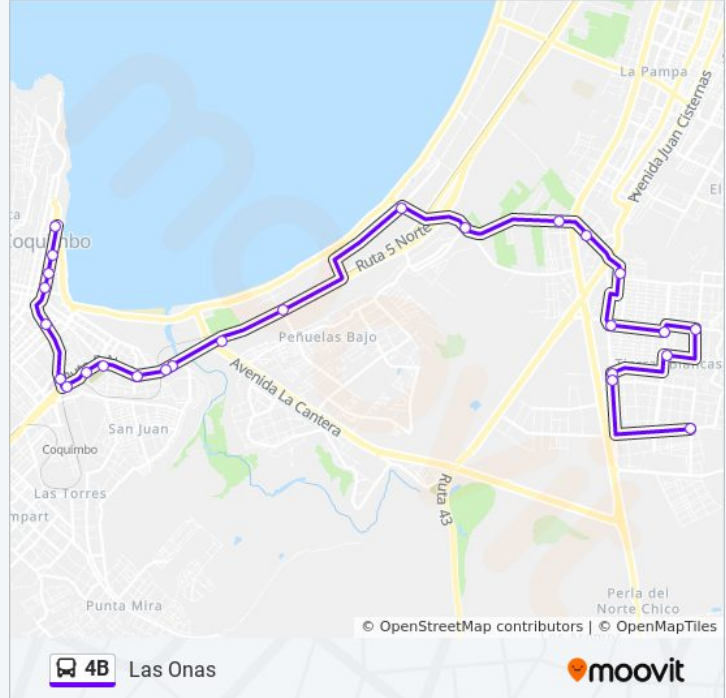 La Pampa
Avenida Juan Cisternas
Coquimbo
Ruta 5 Norte
Peñuelas Bajo
Avenida La Cantera
San Juan
Coquimbo
Las Torres
Ruta 43
Punta Mira
Perla del
Norte Chico
© OpenStreetMap contributors | © OpenMapTiles
4B Las Onas
moovit